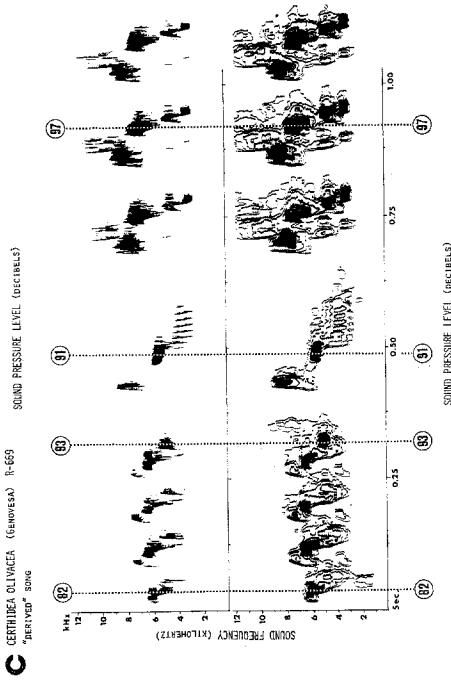 C CERTHIDEA OLIVACEA (GENOVESA) R-669
"DERIVED" SONG
SOUND PRESSURE LEVEL (DECIBELS)
82 83 91 97
kHz
12
10
8
6
4
2
SOUND FREQUENCY (KILOHERTZ)
12
10
8
6
4
2
Sec. 0.25 0.50 0.75 1.00
82 83 91 97
SOUND PRESSURE LEVEL (DECIBELS)